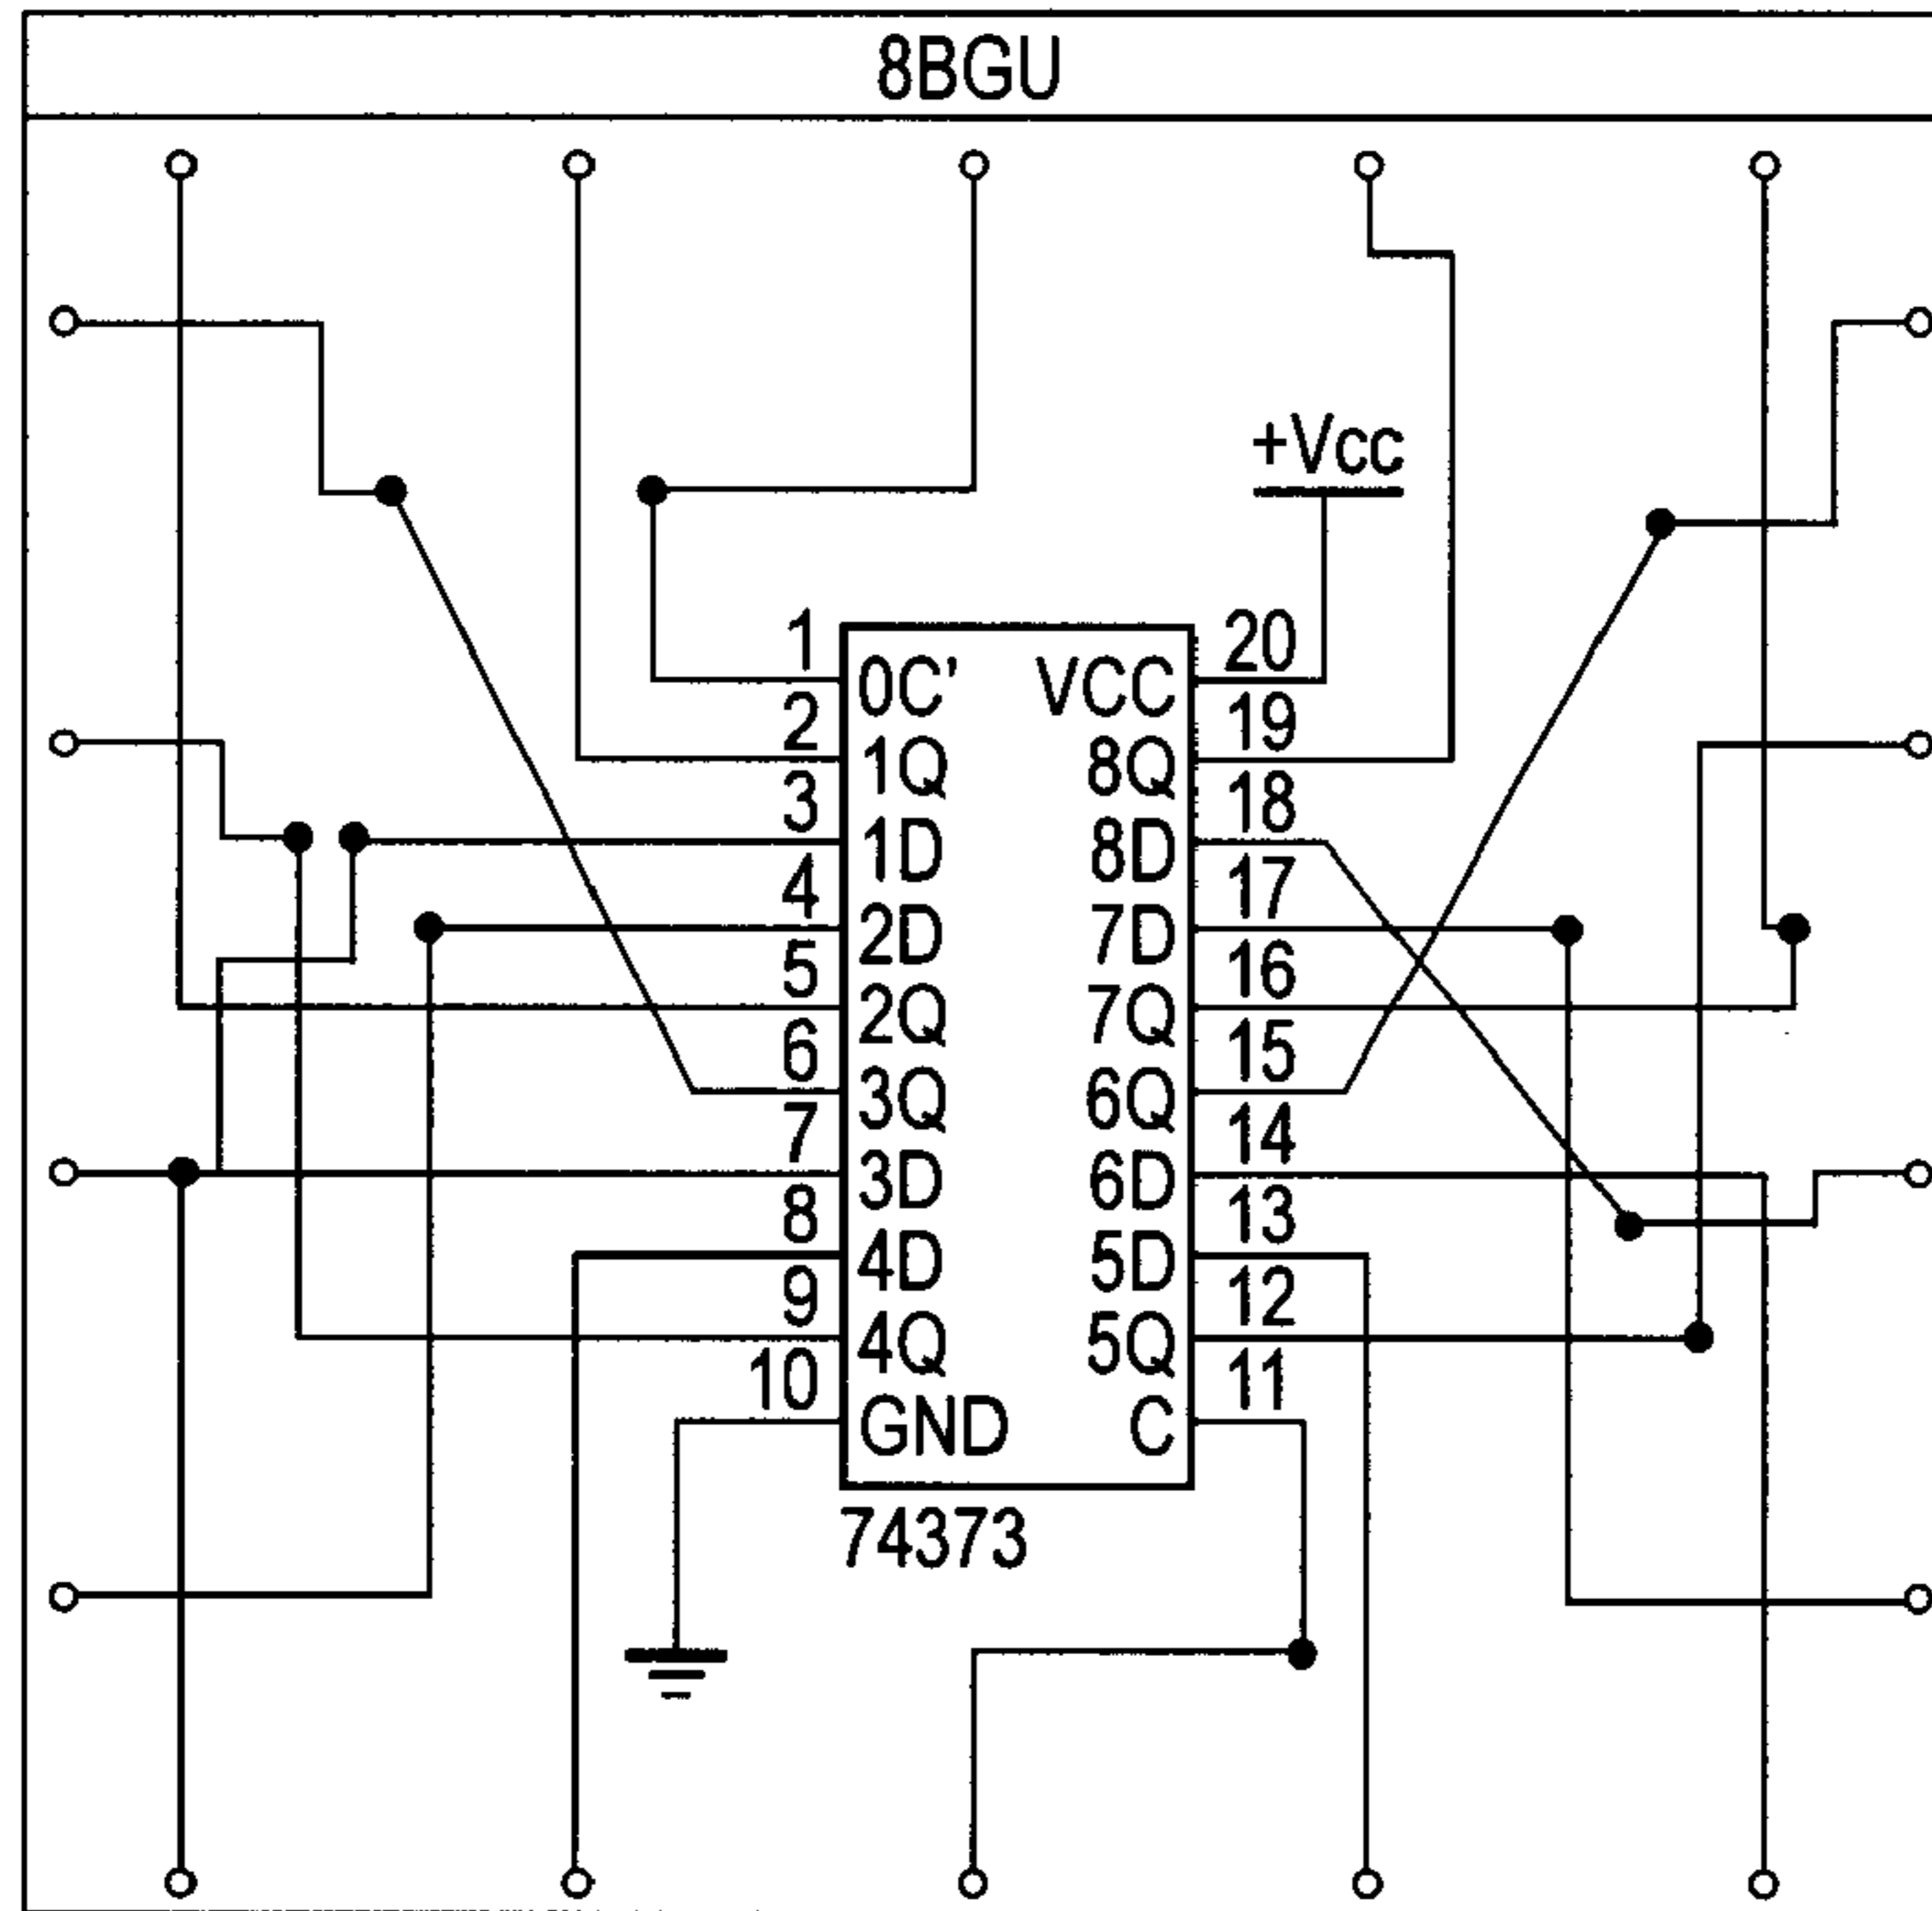 8BGU
+Vcc
1 20
0C' VCC
2 19
1Q 8Q
3 18
1D 8D
4 17
2D 7D
5 16
2Q 7Q
6 15
3Q 6Q
7 14
3D 6D
8 13
4D 5D
9 12
4Q 5Q
10 11
GND C
74373